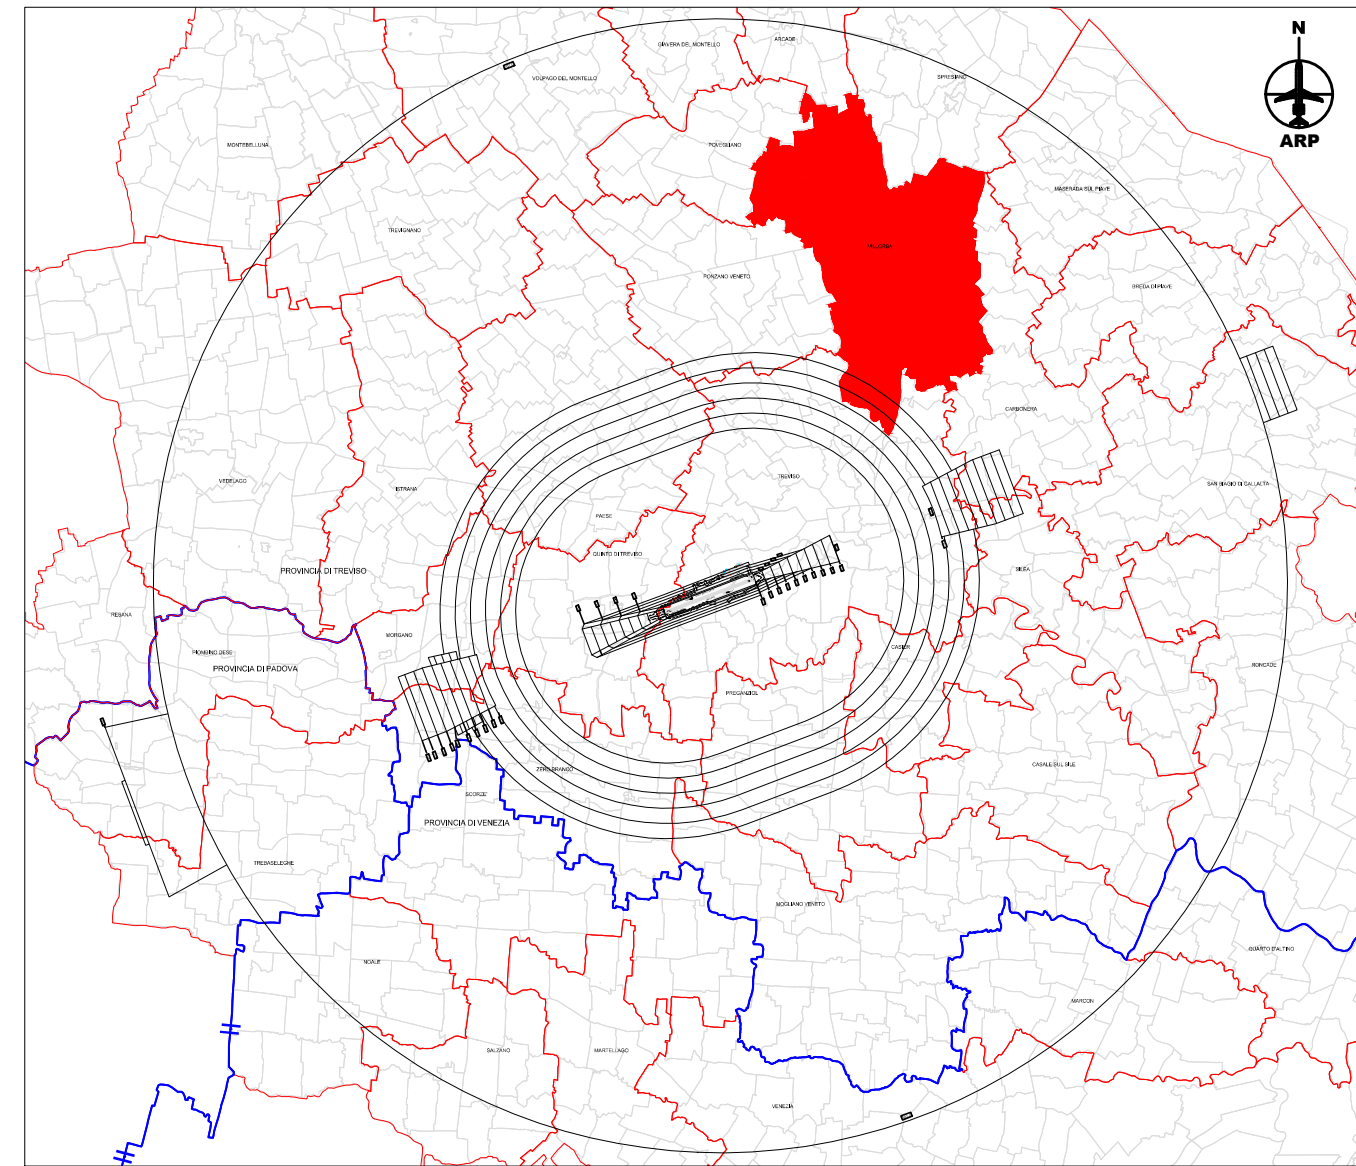 N
ARP
ARCADE
GIAVERA DEL MONTELLO
VOLPAGO DEL MONTELLO
SPRESIANO
MONTEBELLUNA
POVEGLIANO
MASERADA SUL PIAVE
TREVIGNANO
VILLORBA
PONZANO VENETO
BREDA DI PIAVE
CARBONERA
TREVISO
VEDELAGO
ISTRANA
SAN BIAGIO DI CALLALTA
PAESE
QUINTO DI TREVISO
PROVINCIA DI TREVISO
SILEA
RESANA
MORGANO
CASIER
PIOMBINO DESE
PROVINCIA DI PADOVA
RONCADE
PREGANZIOL
CASALE SUL SILE
ZERO BRANCO
SCORZE'
PROVINCIA DI VENEZIA
TREBASELEGHE
MOGLIANO VENETO
QUARTO D'ALTINO
NOALE
MARCON
SALZANO
MARTELLAGO
VENEZIA